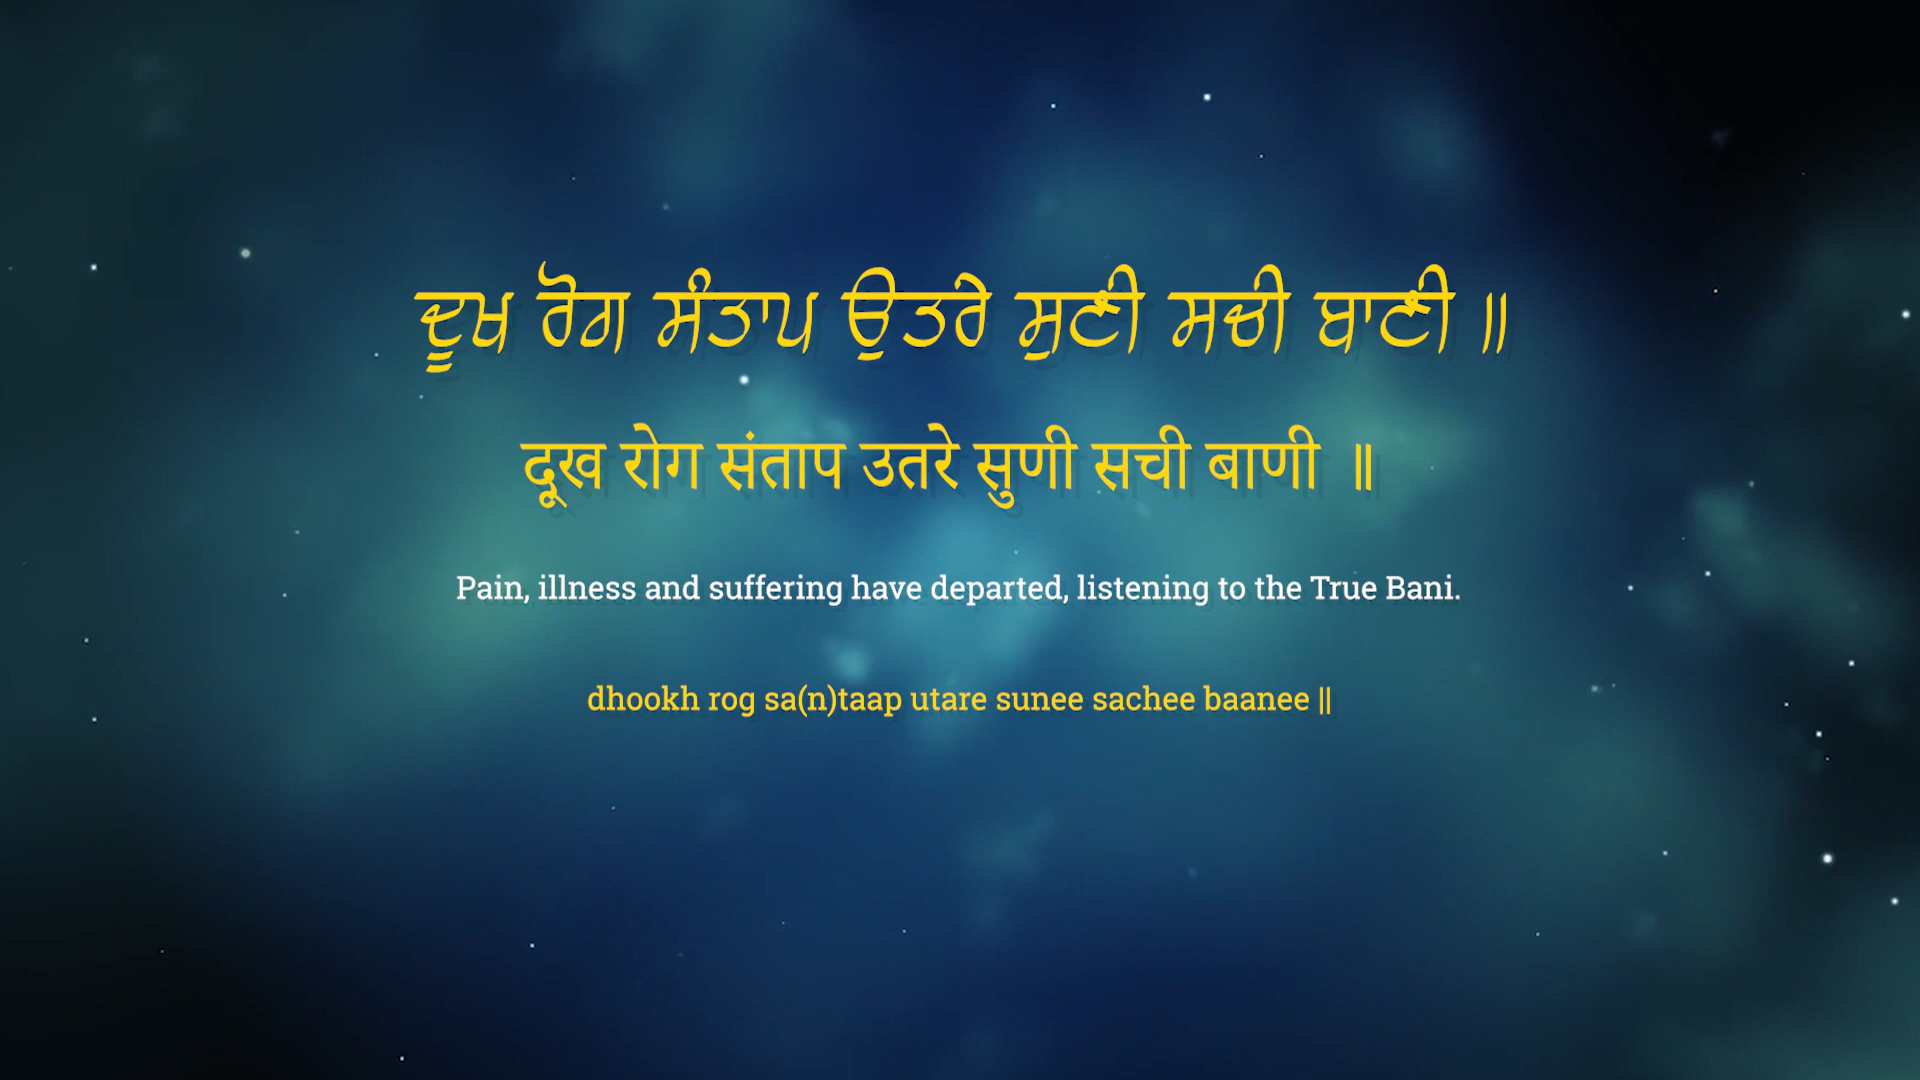 ਦੂਖ ਰੋਗ ਸੰਤਾਪ ਉਤਰੇ ਸੁਣੀ ਸਚੀ ਬਾਣੀ ॥
दूख रोग संताप उतरे सुणी सची बाणी ॥
Pain, illness and suffering have departed, listening to the True Bani.
dhookh rog sa(n)taap utare sunee sachee baanee ||